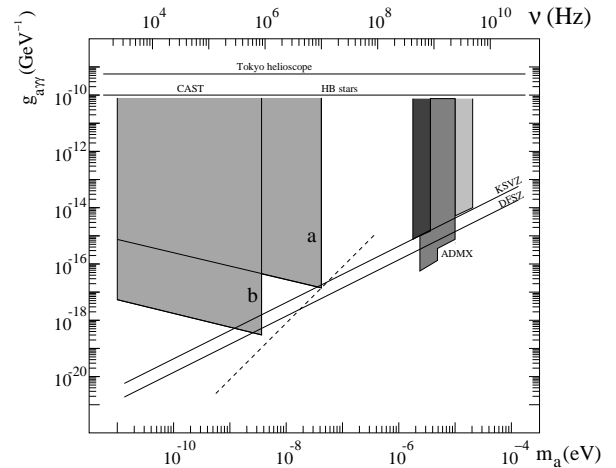 10^4 10^6 10^8 10^10 ν (Hz)
g_aγγ (GeV^-1)
Tokyo helioscope
10^-10
CAST HB stars
10^-12
KSVZ
10^-14
DFSZ
a
ADMX
10^-16
b
10^-18
10^-20
10^-10 10^-8 10^-6 10^-4
m_a (eV)